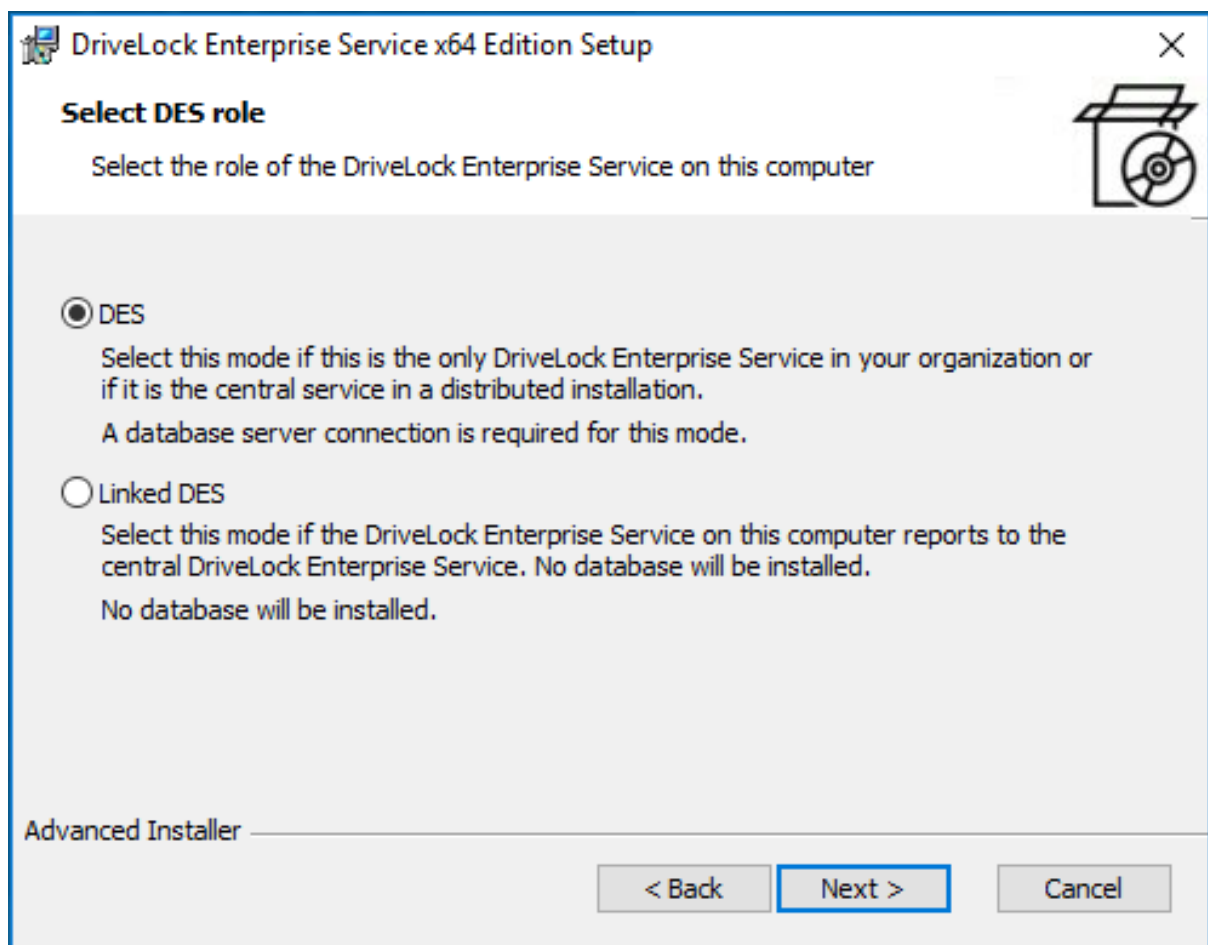 DriveLock Enterprise Service x64 Edition Setup
Select DES role
Select the role of the DriveLock Enterprise Service on this computer
DES
Select this mode if this is the only DriveLock Enterprise Service in your organization or
if it is the central service in a distributed installation.
A database server connection is required for this mode.
Linked DES
Select this mode if the DriveLock Enterprise Service on this computer reports to the
central DriveLock Enterprise Service. No database will be installed.
No database will be installed.
Advanced Installer
< Back Next > Cancel